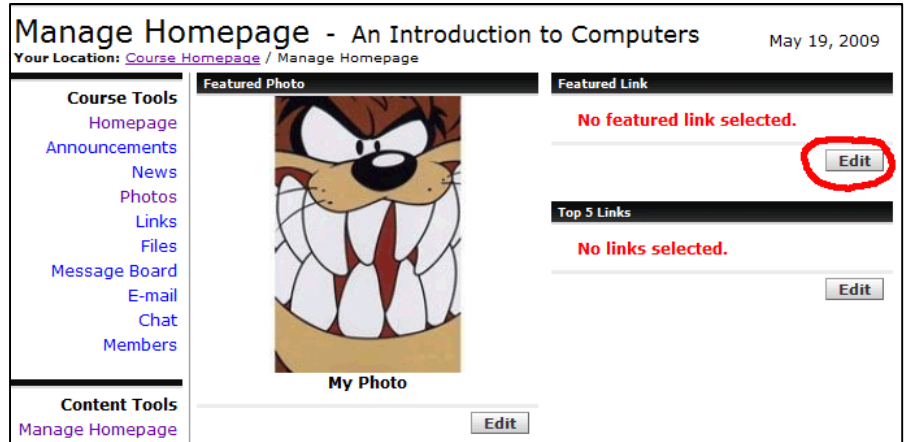 Manage Homepage - An Introduction to Computers
May 19, 2009
Your Location: Course Homepage / Manage Homepage
Course Tools
Homepage
Announcements
News
Photos
Links
Files
Message Board
E-mail
Chat
Members
Content Tools
Manage Homepage
Featured Photo
My Photo
Edit
Featured Link
No featured link selected.
Edit
Top 5 Links
No links selected.
Edit